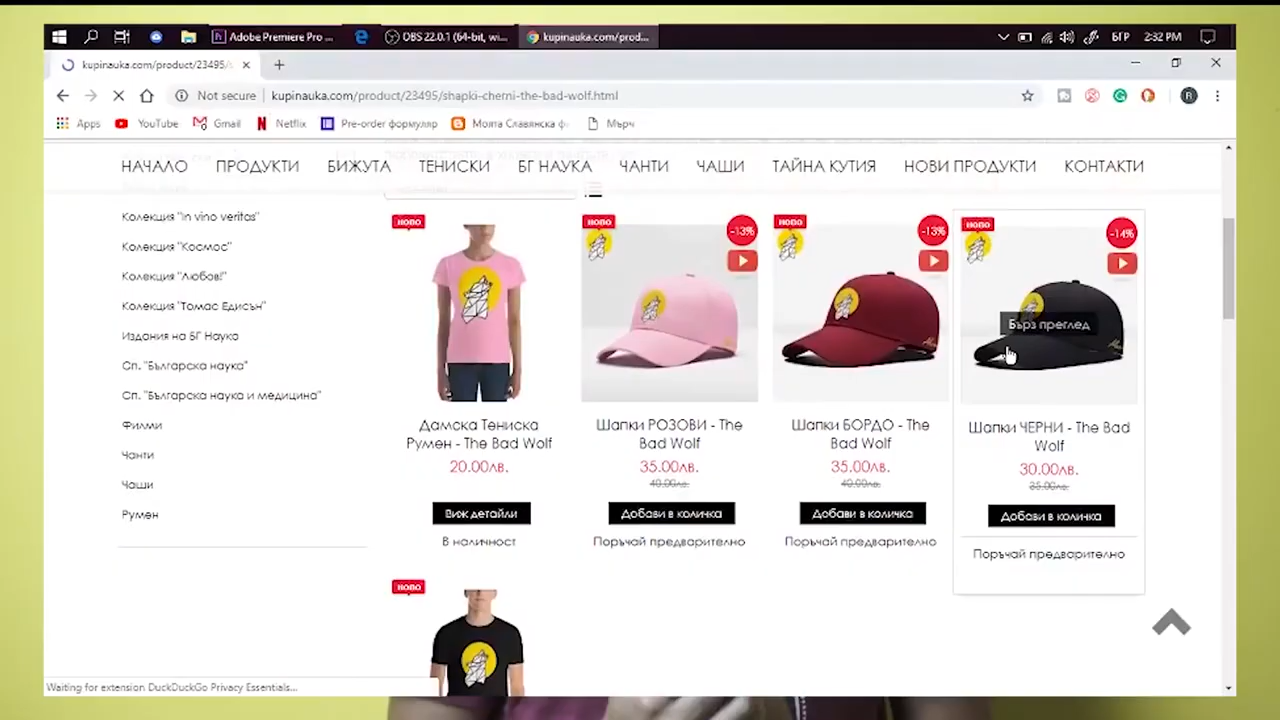 Adobe Premiere Pro ...
OBS 22.0.1 (64-bit, wi...
kupinauka.com/prod...
БГР
2:32 PM
kupinauka.com/product/23495/s
Not secure
kupinauka.com/product/23495/shapki-cherni-the-bad-wolf.html
R
Apps
YouTube
Gmail
Netflix
Pre-order формуляр
Моята Славянска ф
Мърч
НАЧАЛО
ПРОДУКТИ
БИЖУТА
ТЕНИСКИ
БГ НАУКА
ЧАНТИ
ЧАШИ
ТАЙНА КУТИЯ
НОВИ ПРОДУКТИ
КОНТАКТИ
Колекция "In vino veritas"
Колекция "Космос"
Колекция "Любов!"
Колекция "Томас Едисън"
Издания на БГ Наука
Сп. "Българска наука"
Сп. "Българска наука и медицина"
Филми
Чанти
Чаши
Румен
НОВО
Дамска Тениска
Румен - The Bad Wolf
20.00лв.
Виж детайли
В наличност
НОВО
-13%
Шапки РОЗОВИ - The
Bad Wolf
35.00лв.
40.00лв.
Добави в количка
Поръчай предварително
НОВО
-13%
Шапки БОРДО - The
Bad Wolf
35.00лв.
40.00лв.
Добави в количка
Поръчай предварително
НОВО
-14%
Бърз преглед
Шапки ЧЕРНИ - The Bad
Wolf
30.00лв.
35.00лв.
Добави в количка
Поръчай предварително
НОВО
Waiting for extension DuckDuckGo Privacy Essentials...